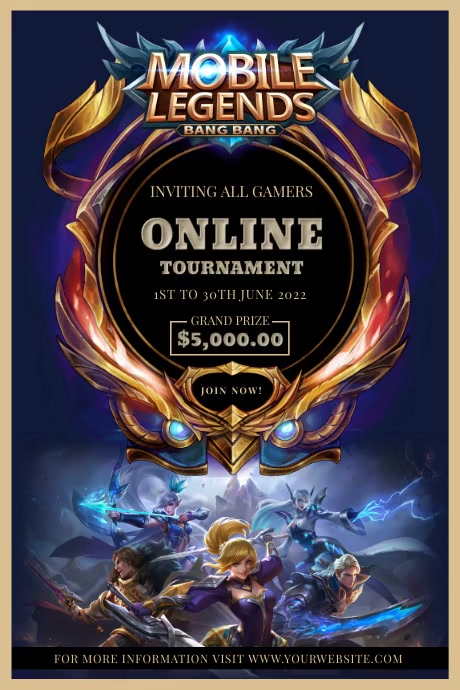 MOBILE
LEGENDS
BANG BANG
INVITING ALL GAMERS
ONLINE
TOURNAMENT
1ST TO 30TH JUNE 2022
GRAND PRIZE
$5,000.00
JOIN NOW!
FOR MORE INFORMATION VISIT WWW.YOURWEBSITE.COM